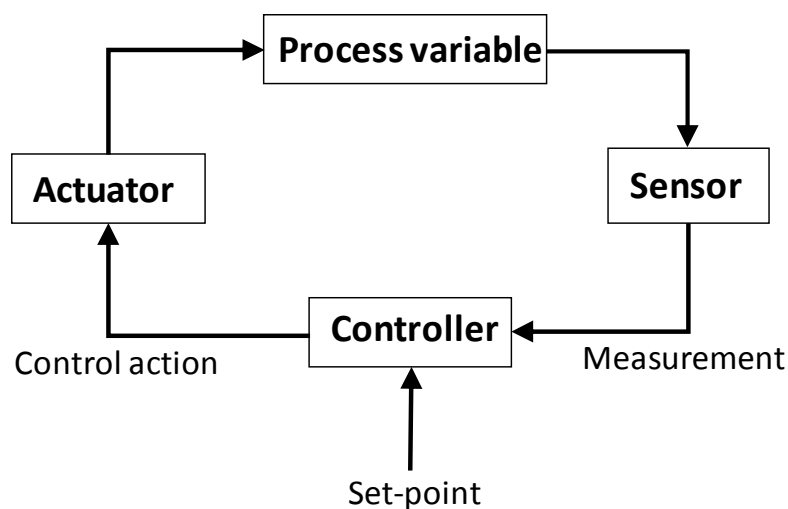 Process variable
Actuator
Sensor
Controller
Control action
Measurement
Set-point